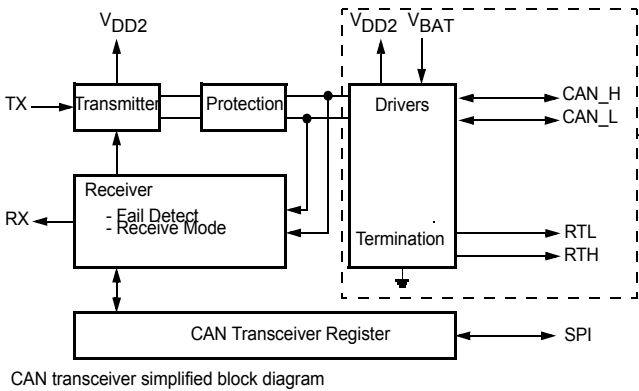 VDD2
VDD2
VBAT
TX
Transmitter
Protection
Drivers
CAN_H
CAN_L
Receiver
- Fail Detect
- Receive Mode
RX
Termination
RTL
RTH
CAN Transceiver Register
SPI
CAN transceiver simplified block diagram